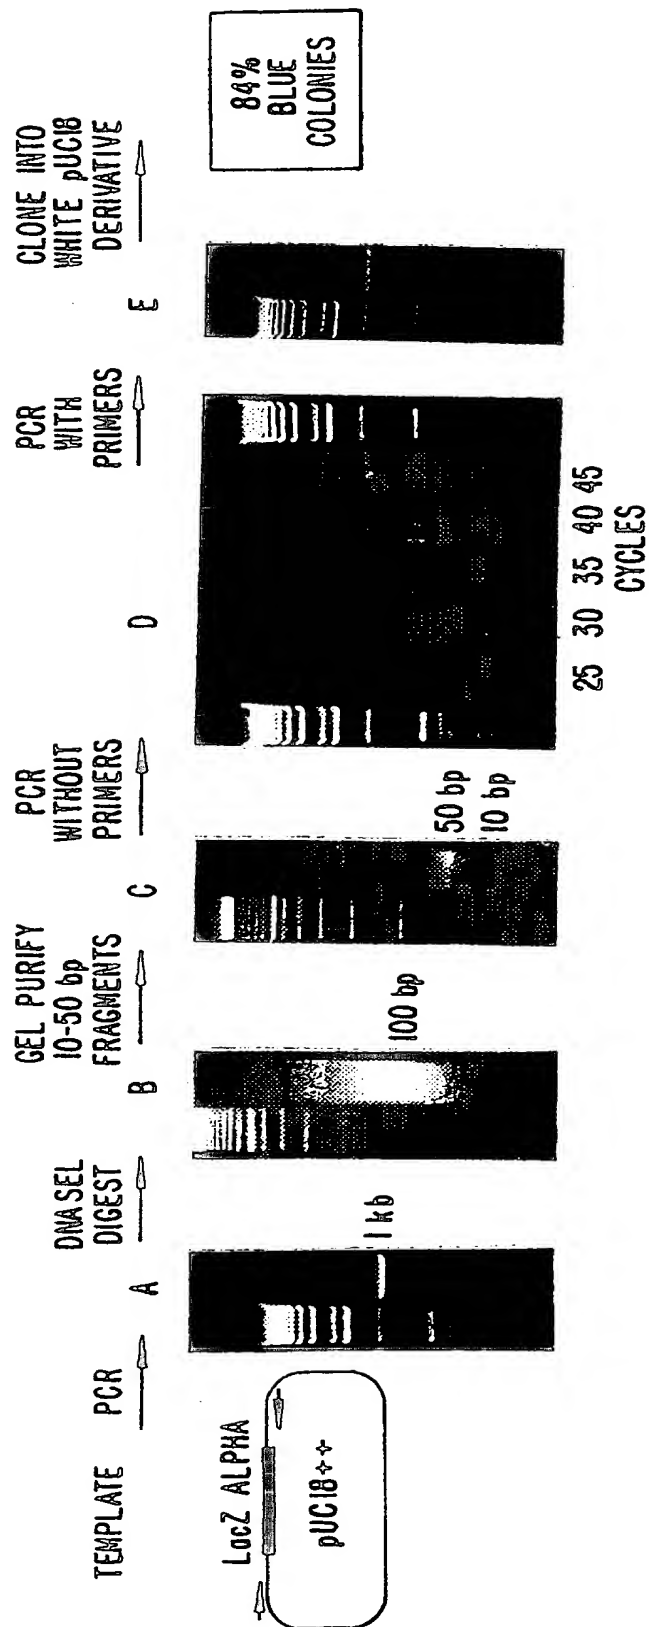 TEMPLATE
PCR
DNASEL
DIGEST
GEL PURIFY
10-50 bp
FRAGMENTS
PCR
WITHOUT
PRIMERS
PCR
WITH
PRIMERS
CLONE INTO
WHITE pUC18
DERIVATIVE
A
B
C
D
E
LacZ ALPHA
pUC18++
1 kb
100 bp
50 bp
10 bp
25 30 35 40 45
CYCLES
84%
BLUE
COLONIES